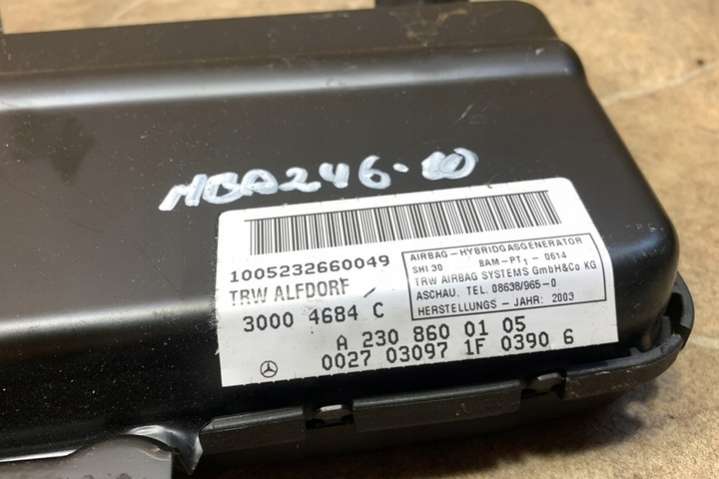 MBA246-10
1005232660049
TRW ALFDORF
3000 4684 C
AIRBAG-HYBRIDGASGENERATOR
SHI 30 BAM-PT1-0614
TRW AIRBAG SYSTEMS GmbH&Co KG
ASCHAU. TEL. 08638/965-0
HERSTELLUNGS - JAHR: 2003
A 230 860 01 05
0027 03097 1F 0390 6